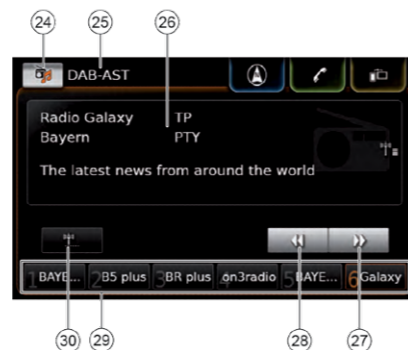 24 25 26
DAB-AST
Radio Galaxy TP
Bayern PTY
The latest news from around the world
1 BAYE... 2 B5 plus 3 BR plus 4 on3radio 5 BAYE... 6 Galaxy
30 29 28 27